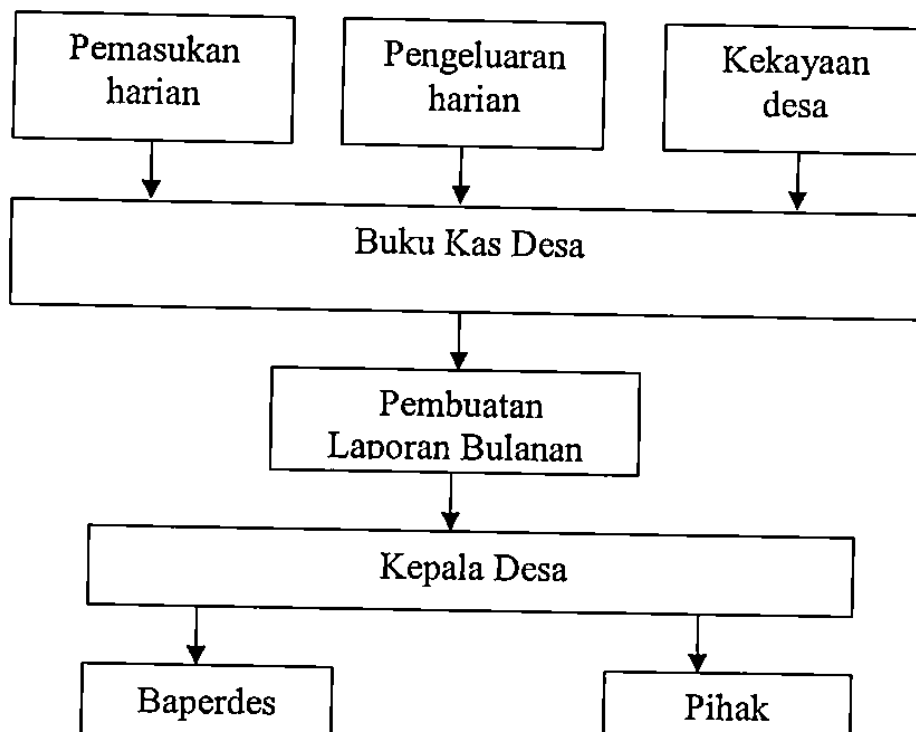 Pemasukan
harian
Pengeluaran
harian
Kekayaan
desa
Buku Kas Desa
Pembuatan
Laporan Bulanan
Kepala Desa
Baperdes
Pihak